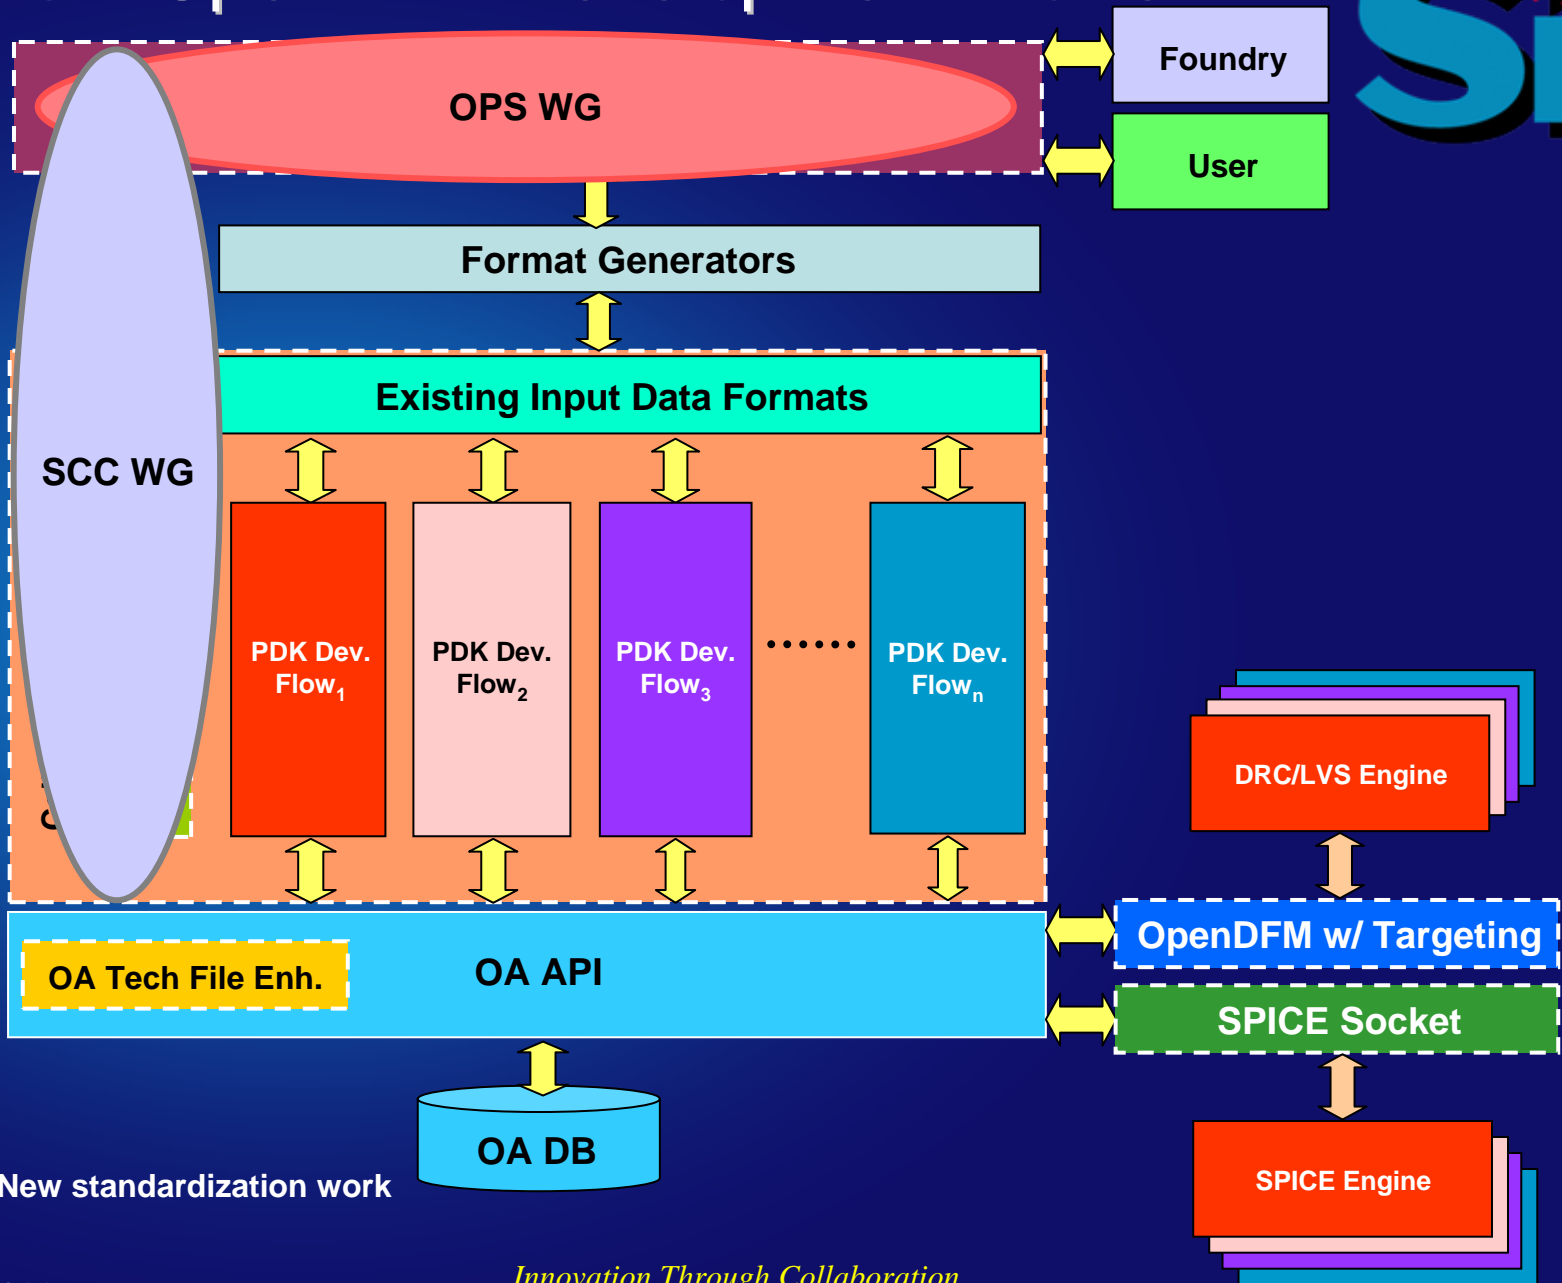 Foundry
OPS WG
User
Format Generators
Existing Input Data Formats
SCC WG
PDK Dev.
Flow1
PDK Dev.
Flow2
PDK Dev.
Flow3
......
PDK Dev.
Flown
DRC/LVS Engine
OpenDFM w/ Targeting
OA Tech File Enh.
OA API
SPICE Socket
OA DB
New standardization work
SPICE Engine
Innovation Through Collaboration